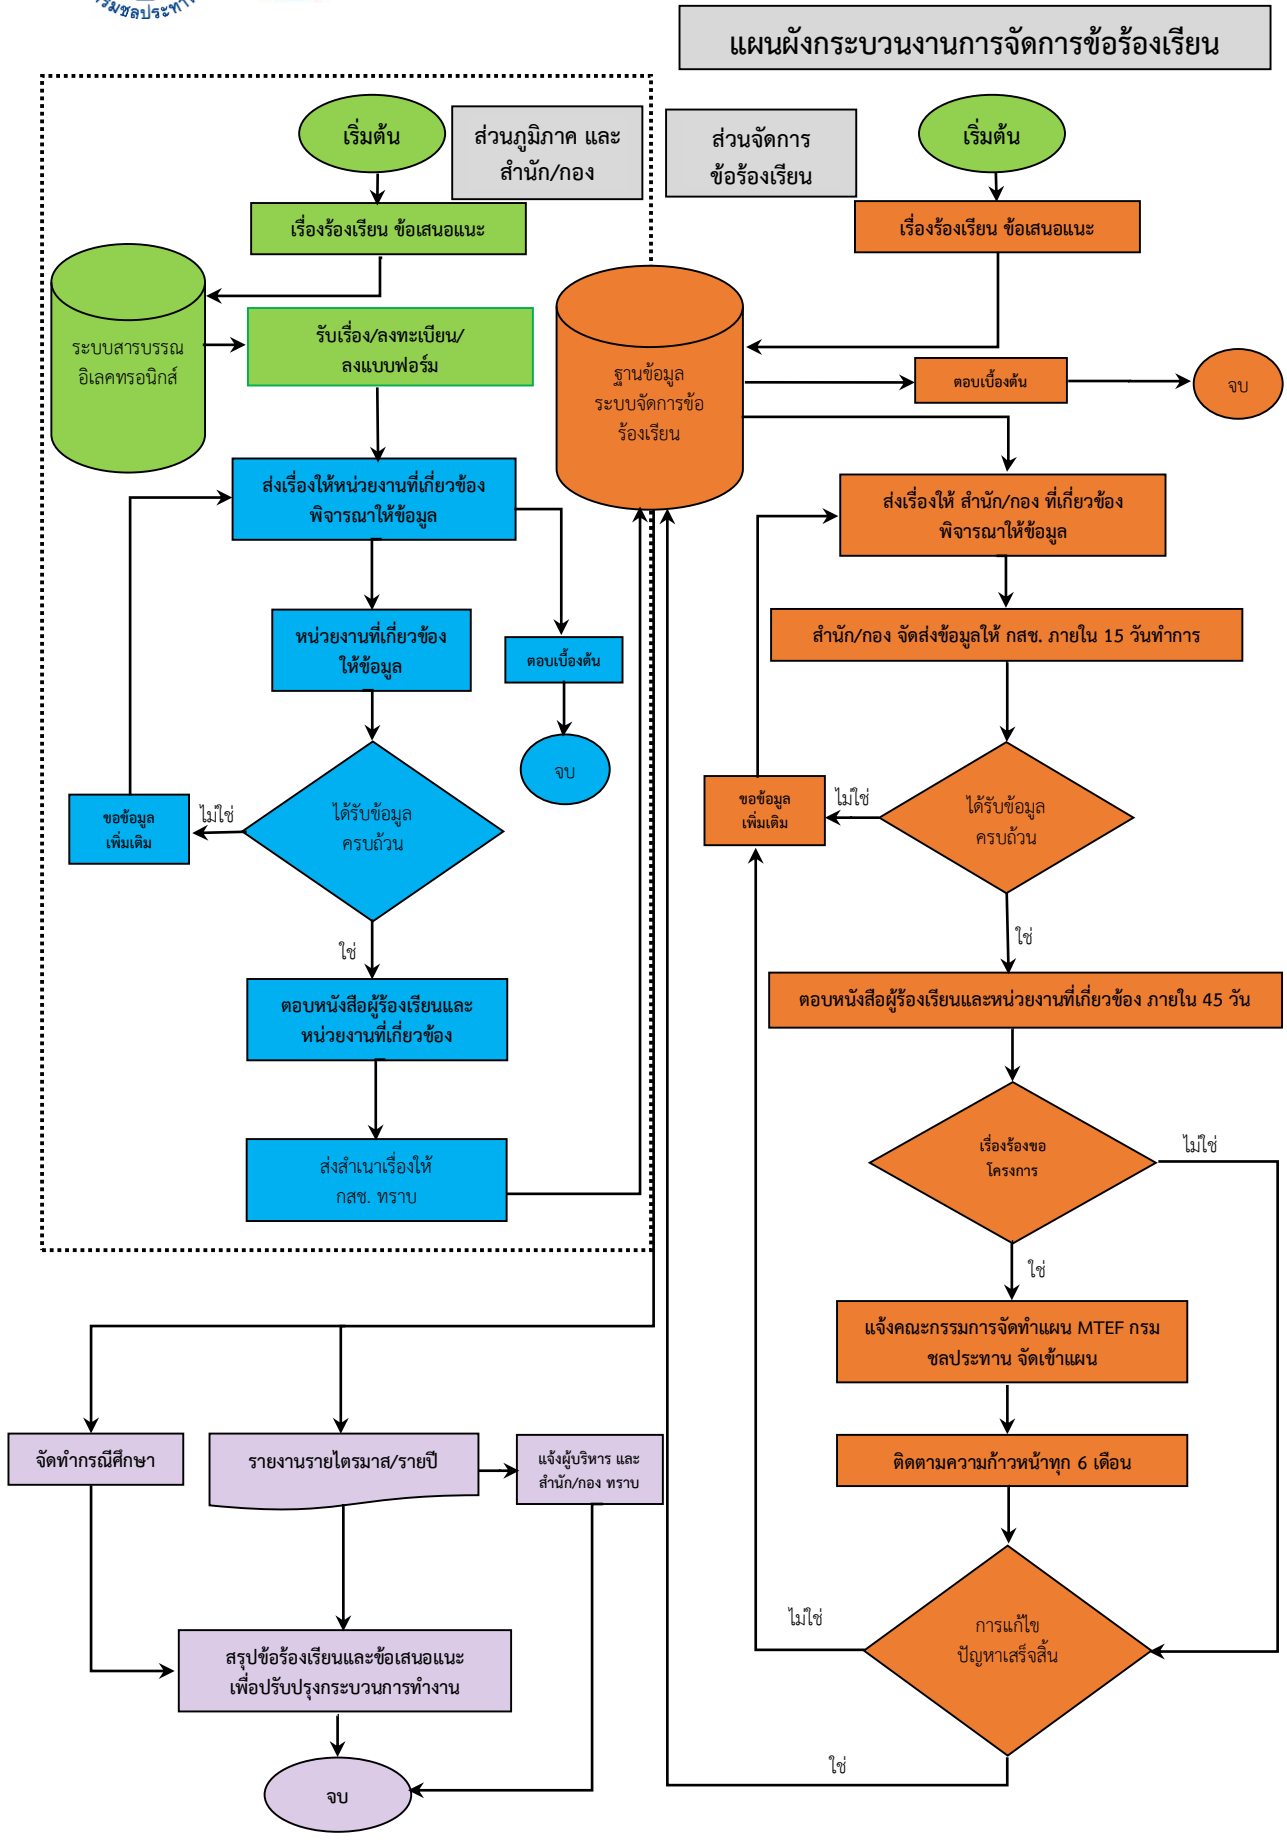 แผนผังกระบวนงานการจัดการข้อร้องเรียน
เริ่มต้น
ส่วนภูมิภาค และ
สำนัก/กอง
เรื่องร้องเรียน ข้อเสนอแนะ
ระบบสารบรรณ
อิเลคทรอนิกส์
รับเรื่อง/ลงทะเบียน/
ลงแบบฟอร์ม
ส่งเรื่องให้หน่วยงานที่เกี่ยวข้อง
พิจารณาให้ข้อมูล
หน่วยงานที่เกี่ยวข้อง
ให้ข้อมูล
ตอบเบื้องต้น
จบ
ได้รับข้อมูล
ครบถ้วน
ไม่ใช่
ขอข้อมูล
เพิ่มเติม
ใช่
ตอบหนังสือผู้ร้องเรียนและ
หน่วยงานที่เกี่ยวข้อง
ส่งสำเนาเรื่องให้
กสช. ทราบ
ส่วนจัดการ
ข้อร้องเรียน
เริ่มต้น
เรื่องร้องเรียน ข้อเสนอแนะ
ฐานข้อมูล
ระบบจัดการข้อ
ร้องเรียน
ตอบเบื้องต้น
จบ
ส่งเรื่องให้ สำนัก/กอง ที่เกี่ยวข้อง
พิจารณาให้ข้อมูล
สำนัก/กอง จัดส่งข้อมูลให้ กสช. ภายใน 15 วันทำการ
ได้รับข้อมูล
ครบถ้วน
ไม่ใช่
ขอข้อมูล
เพิ่มเติม
ใช่
ตอบหนังสือผู้ร้องเรียนและหน่วยงานที่เกี่ยวข้อง ภายใน 45 วัน
เรื่องร้องขอ
โครงการ
ไม่ใช่
ใช่
แจ้งคณะกรรมการจัดทำแผน MTEF กรม
ชลประทาน จัดเข้าแผน
ติดตามความก้าวหน้าทุก 6 เดือน
การแก้ไข
ปัญหาเสร็จสิ้น
ไม่ใช่
ใช่
จัดทำกรณีศึกษา
รายงานรายไตรมาส/รายปี
แจ้งผู้บริหาร และ
สำนัก/กอง ทราบ
สรุปข้อร้องเรียนและข้อเสนอแนะ
เพื่อปรับปรุงกระบวนการทำงาน
จบ